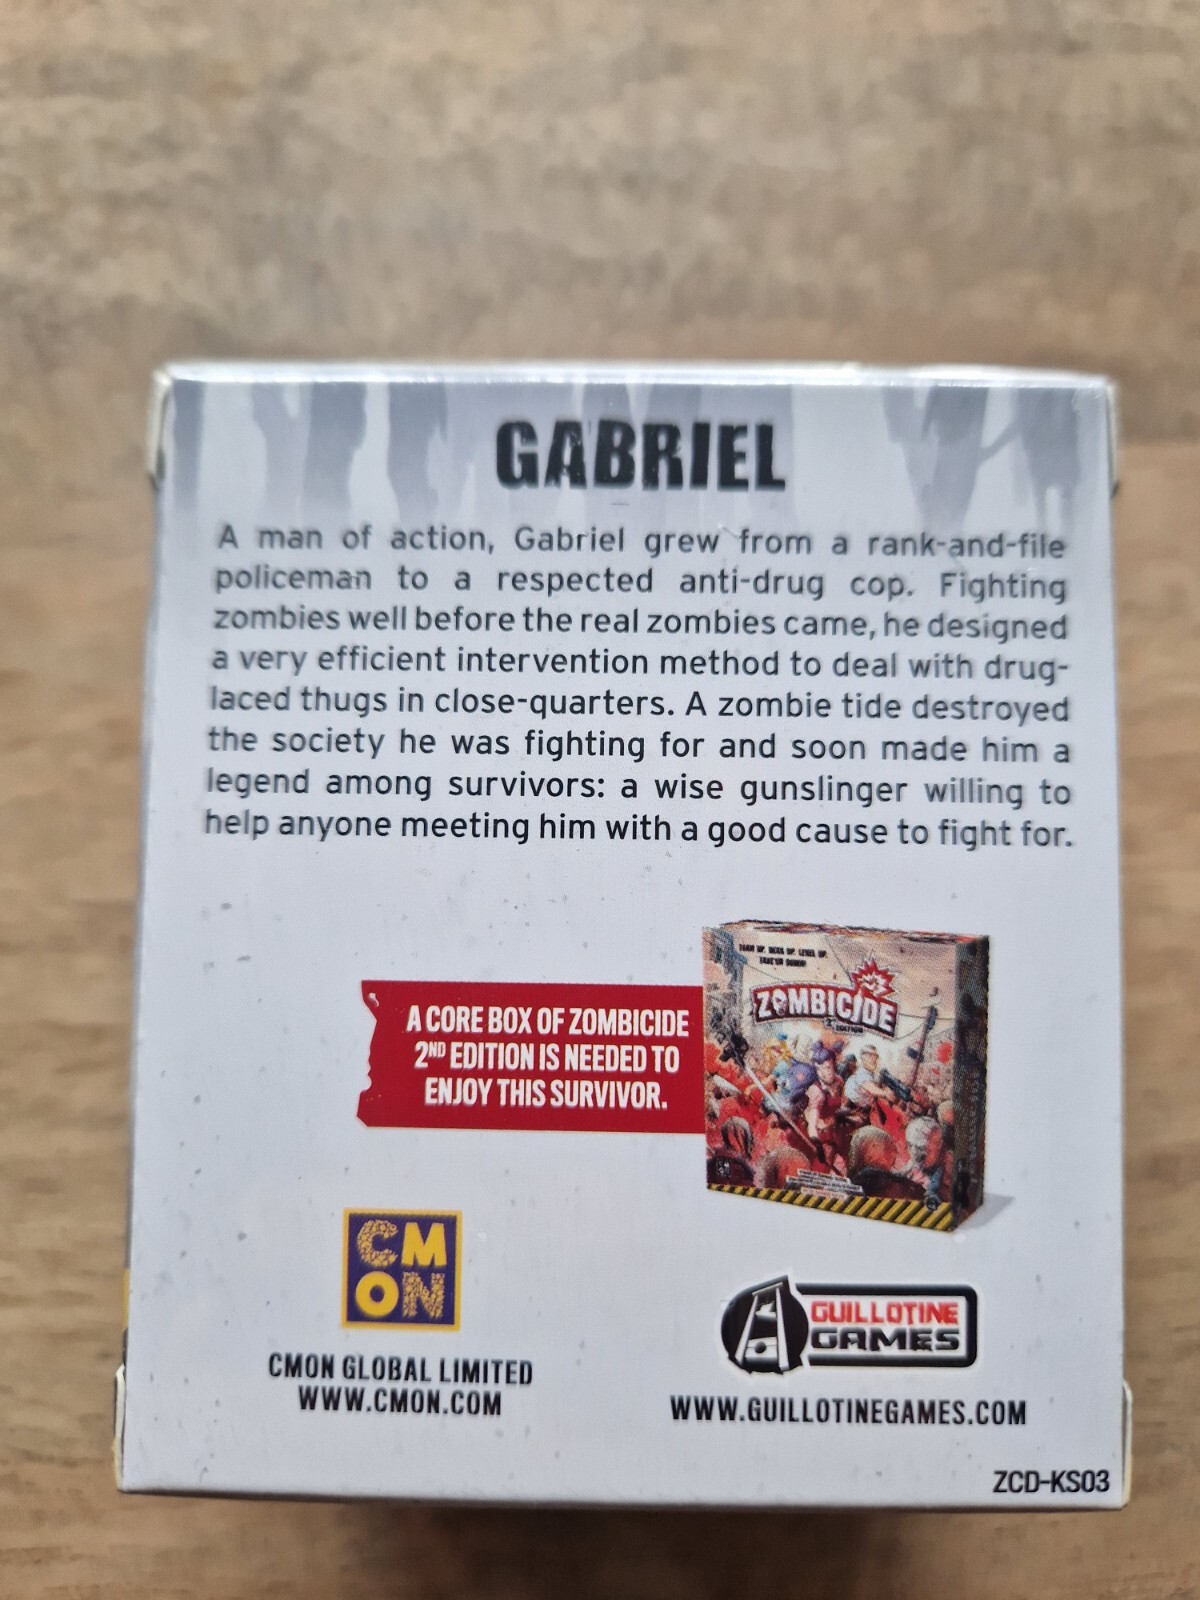 GABRIEL
A man of action, Gabriel grew from a rank-and-file
policeman to a respected anti-drug cop. Fighting
zombies well before the real zombies came, he designed
a very efficient intervention method to deal with drug-
laced thugs in close-quarters. A zombie tide destroyed
the society he was fighting for and soon made him a
legend among survivors: a wise gunslinger willing to
help anyone meeting him with a good cause to fight for.
A CORE BOX OF ZOMBICIDE
2ND EDITION IS NEEDED TO
ENJOY THIS SURVIVOR.
ZOMBICIDE
2ND EDITION
CM
ON
CMON GLOBAL LIMITED
WWW.CMON.COM
GUILLOTINE
GAMES
WWW.GUILLOTINEGAMES.COM
ZCD-KS03